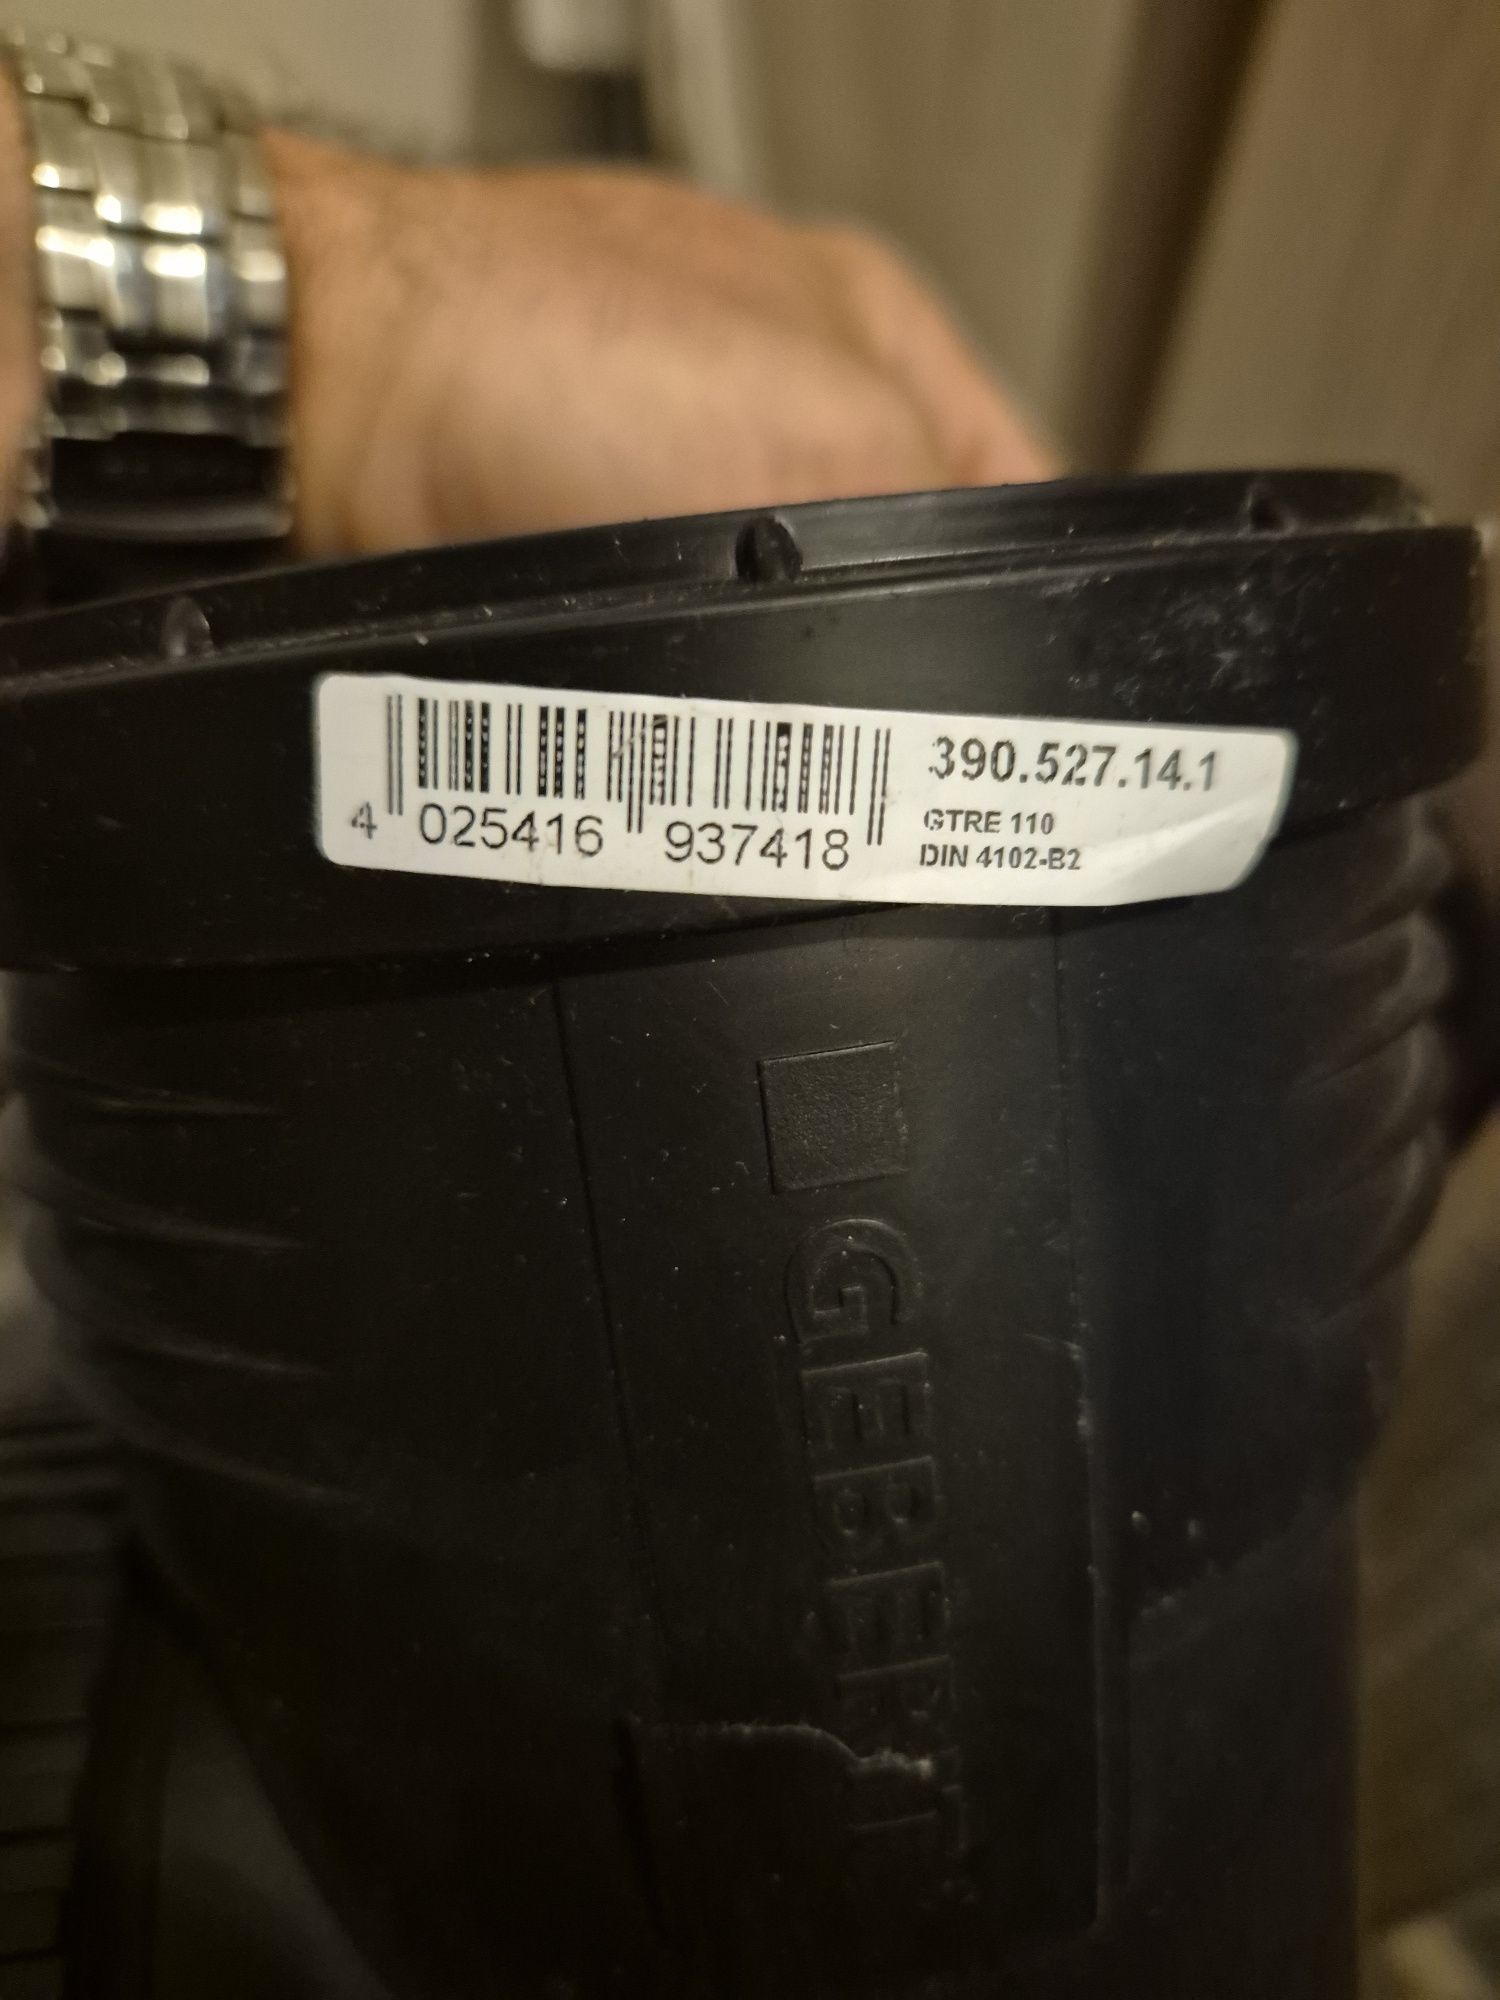 4 025416 937418
390.527.14.1
GTRE 110
DIN 4102-B2
GEBERIT